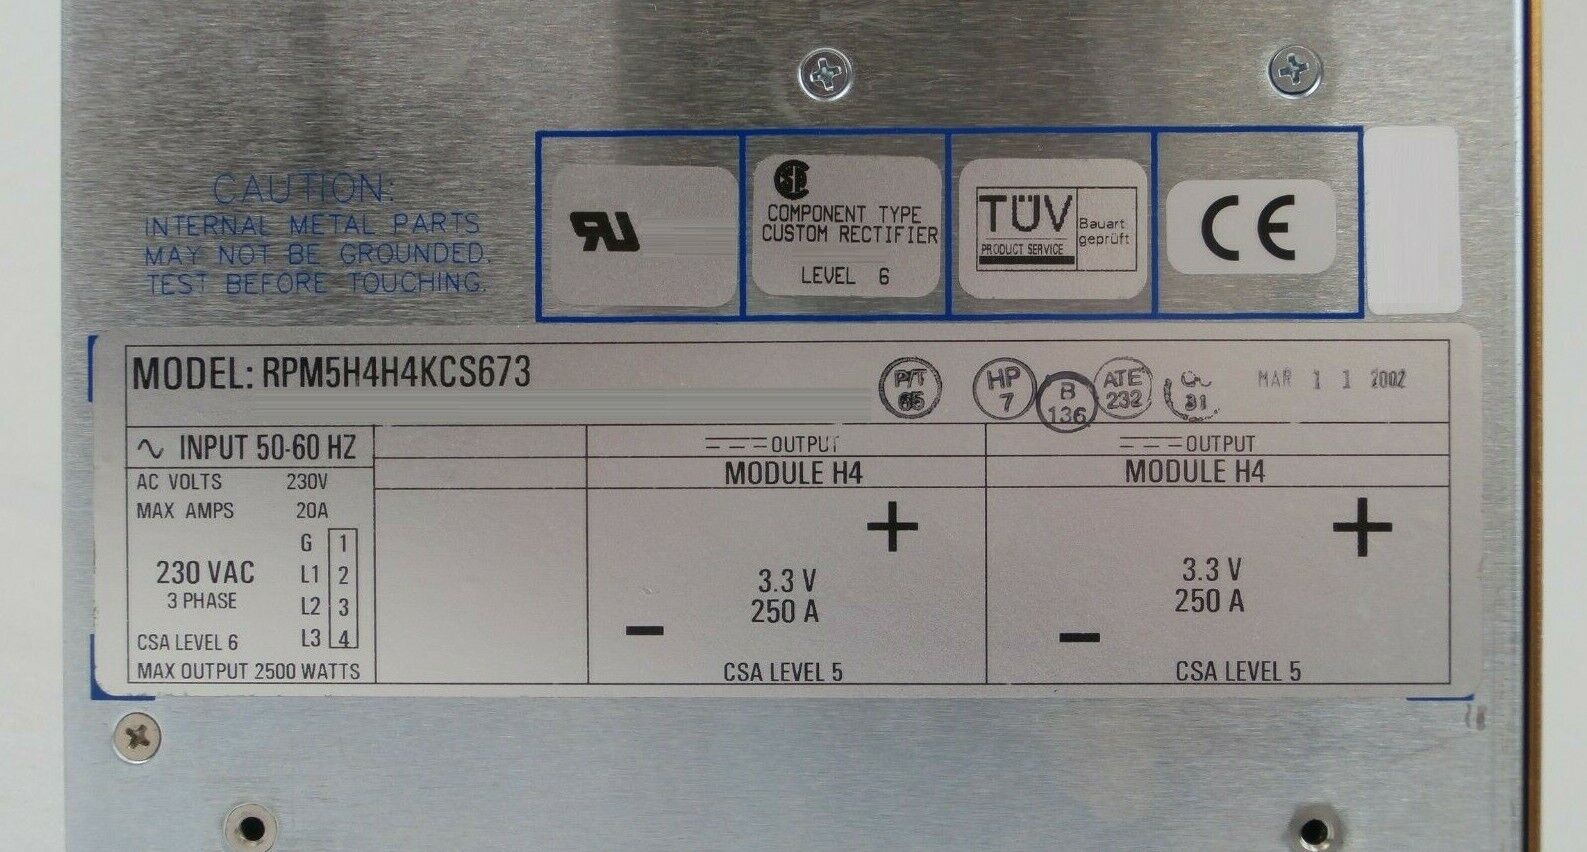 CAUTION:
INTERNAL METAL PARTS
MAY NOT BE GROUNDED.
TEST BEFORE TOUCHING.
COMPONENT TYPE
CUSTOM RECTIFIER
LEVEL 6
TÜV
PRODUCT SERVICE
Bauart
geprüft
CE
MODEL: RPM5H4H4KCS673
P/T
65
HP
7
B
136
ATE
232
31
MAR 11 2002
INPUT 50-60 HZ
AC VOLTS 230V
MAX AMPS 20A
G 1
230 VAC L1 2
3 PHASE L2 3
CSA LEVEL 6 L3 4
MAX OUTPUT 2500 WATTS
OUTPUT
MODULE H4
+
3.3 V
250 A
–
CSA LEVEL 5
OUTPUT
MODULE H4
+
3.3 V
250 A
–
CSA LEVEL 5